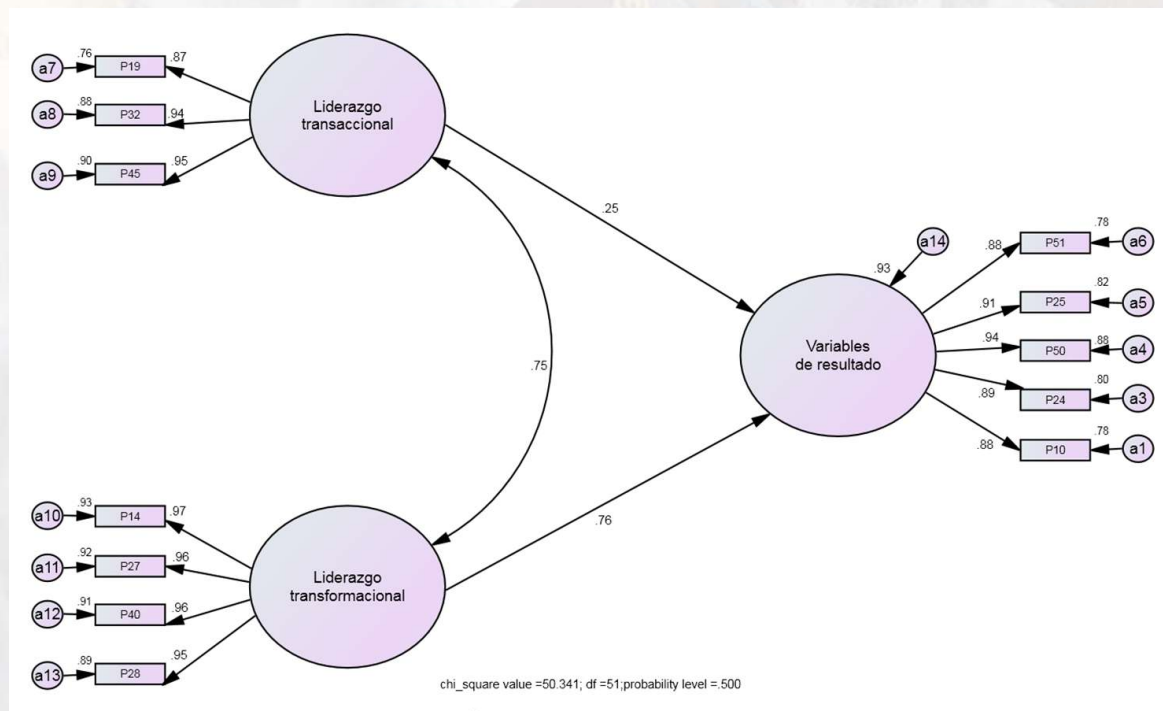 .76
.87
a7
P19
.88
.94
a8
P32
.90
.95
a9
P45
Liderazgo
transaccional
.25
.75
a14
.93
Variables
de resultado
.78
.88
P51
a6
.82
.91
P25
a5
.88
.94
P50
a4
.80
.89
P24
a3
.78
.88
P10
a1
.93
.97
a10
P14
.92
.96
a11
P27
.91
.96
a12
P40
.89
.95
a13
P28
Liderazgo
transformacional
.76
chi_square value =50.341; df =51;probability level =.500